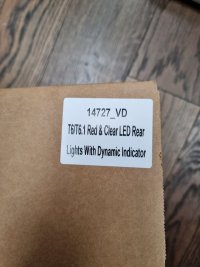 14727_VD
T6/T6.1 Red & Clear LED Rear
Lights With Dynamic Indicator